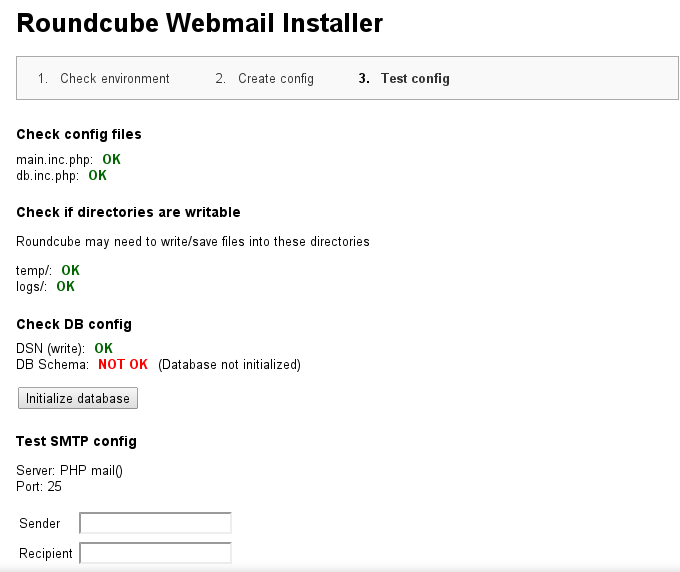 Roundcube Webmail Installer
1. Check environment 2. Create config 3. Test config
Check config files
main.inc.php: OK
db.inc.php: OK
Check if directories are writable
Roundcube may need to write/save files into these directories
temp/: OK
logs/: OK
Check DB config
DSN (write): OK
DB Schema: NOT OK (Database not initialized)
Initialize database
Test SMTP config
Server: PHP mail()
Port: 25
Sender
Recipient